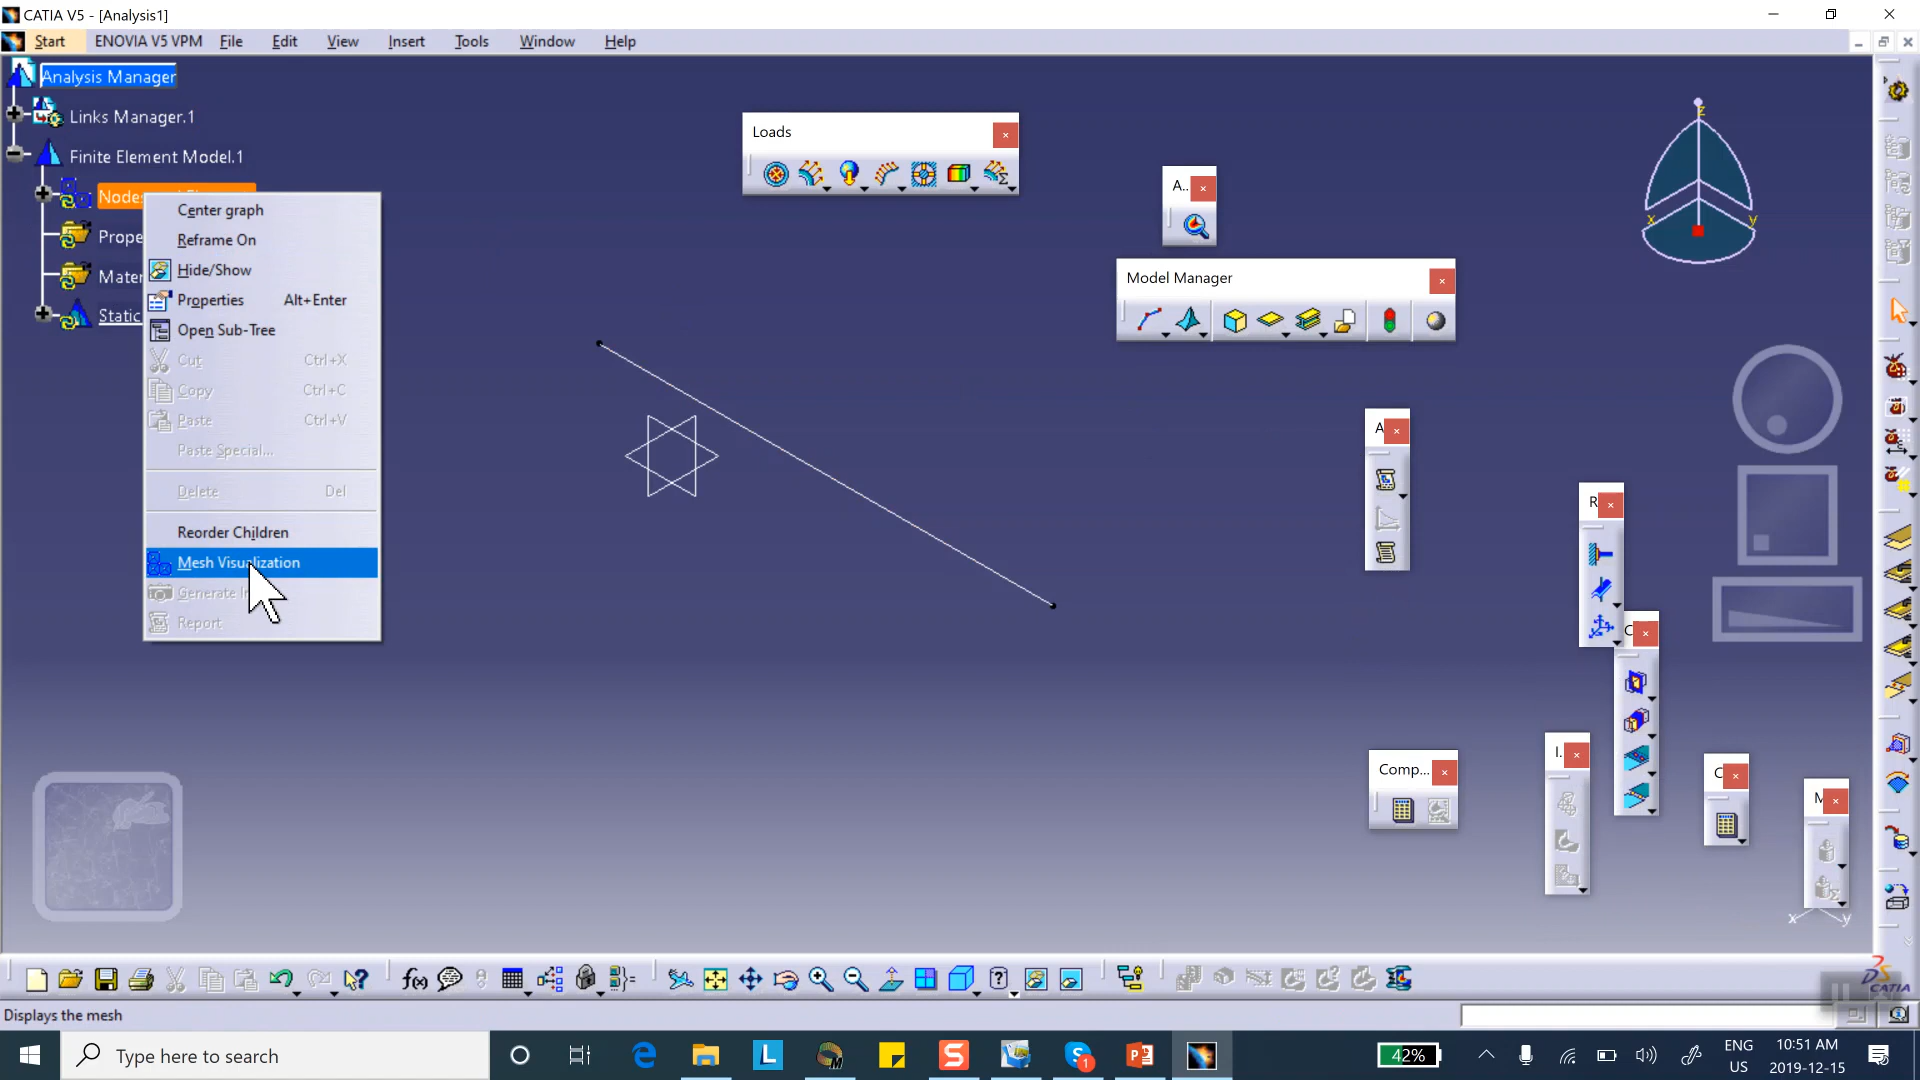 CATIA V5 - [Analysis1]
Start ENOVIA V5 VPM File Edit View Insert Tools Window Help
Analysis Manager
Links Manager.1
Finite Element Model.1
Nodes
Prope
Mater
Static
Center graph
Reframe On
Hide/Show
Properties Alt+Enter
Open Sub-Tree
Cut Ctrl+X
Copy Ctrl+C
Paste Ctrl+V
Paste Special...
Delete Del
Reorder Children
Mesh Visualization
Generate I
Report
Loads
A..
Model Manager
A
R
C
Comp...
I.
C
M
z
x y
x y
f(x)
CATIA
Displays the mesh
Type here to search
L
S
1
42%
ENG
US
10:51 AM
2019-12-15